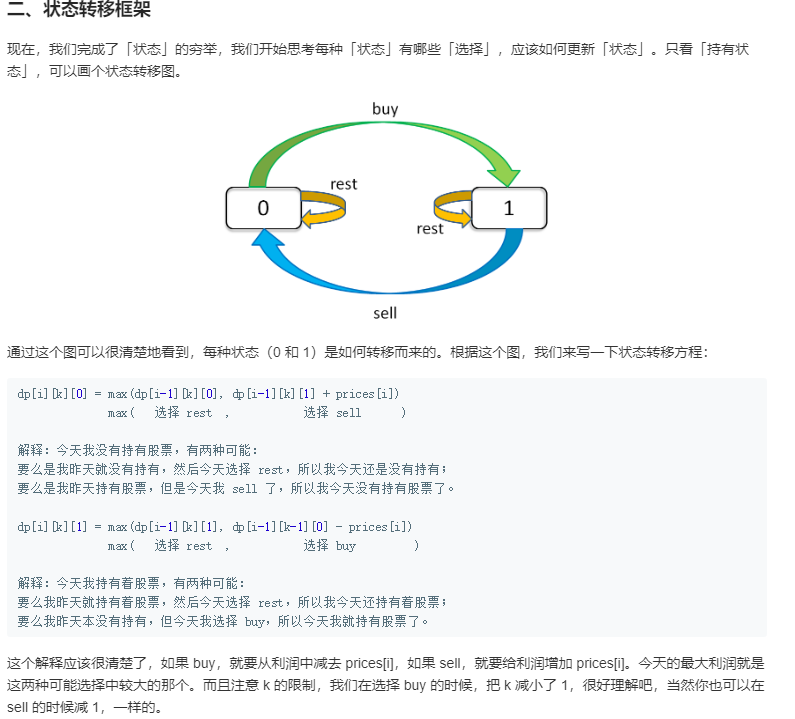 二、状态转移框架
现在，我们完成了「状态」的穷举，我们开始思考每种「状态」有哪些「选择」，应该如何更新「状态」。只看「持有状
态」，可以画个状态转移图。
buy
rest
0
1
rest
sell
通过这个图可以很清楚地看到，每种状态（0 和 1）是如何转移而来的。根据这个图，我们来写一下状态转移方程：
dp[i][k][0] = max(dp[i-1][k][0], dp[i-1][k][1] + prices[i])
max( 选择 rest , 选择 sell )
解释：今天我没有持有股票，有两种可能：
要么是我昨天就没有持有，然后今天选择 rest，所以我今天还是没有持有；
要么是我昨天持有股票，但是今天我 sell 了，所以我今天没有持有股票了。
dp[i][k][1] = max(dp[i-1][k][1], dp[i-1][k-1][0] - prices[i])
max( 选择 rest , 选择 buy )
解释：今天我持有着股票，有两种可能：
要么我昨天就持有着股票，然后今天选择 rest，所以我今天还持有着股票；
要么我昨天本没有持有，但今天我选择 buy，所以今天我就持有股票了。
这个解释应该很清楚了，如果 buy，就要从利润中减去 prices[i]，如果 sell，就要给利润增加 prices[i]。今天的最大利润就是
这两种可能选择中较大的那个。而且注意 k 的限制，我们在选择 buy 的时候，把 k 减小了 1，很好理解吧，当然你也可以在
sell 的时候减 1，一样的。